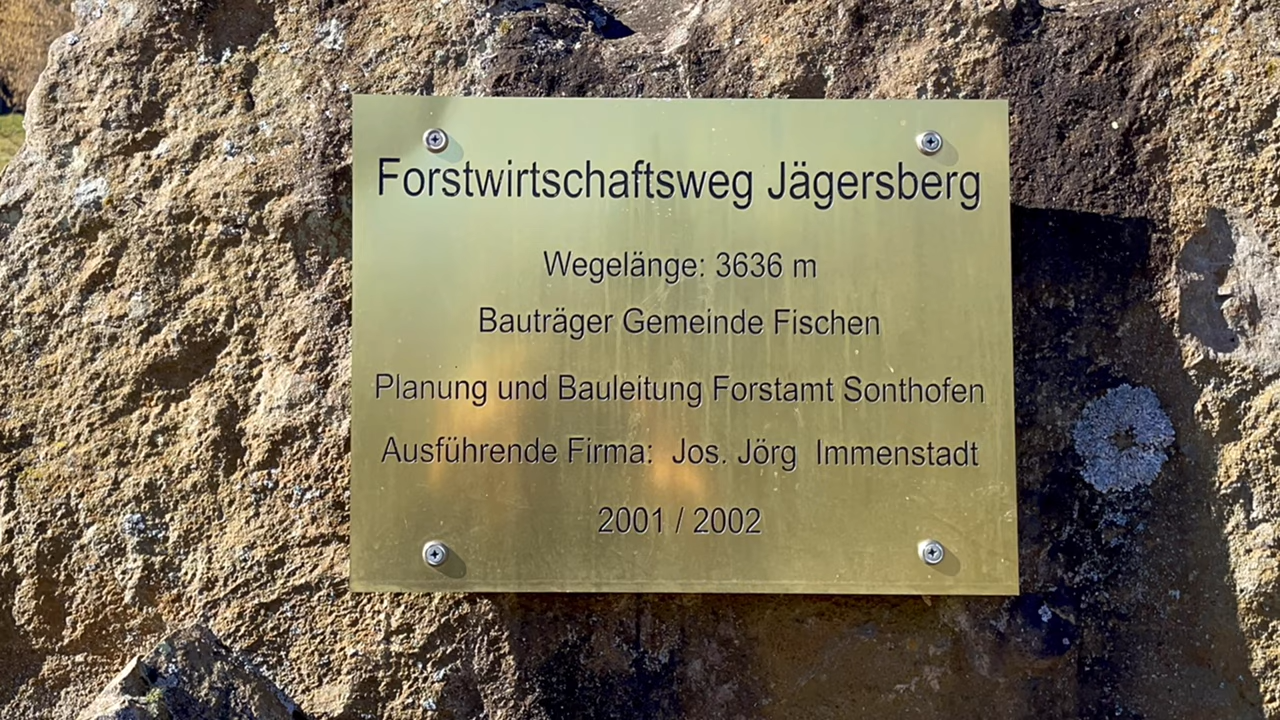 Forstwirtschaftsweg Jägersberg
Wegelänge: 3636 m
Bauträger Gemeinde Fischen
Planung und Bauleitung Forstamt Sonthofen
Ausführende Firma: Jos. Jörg Immenstadt
2001 / 2002